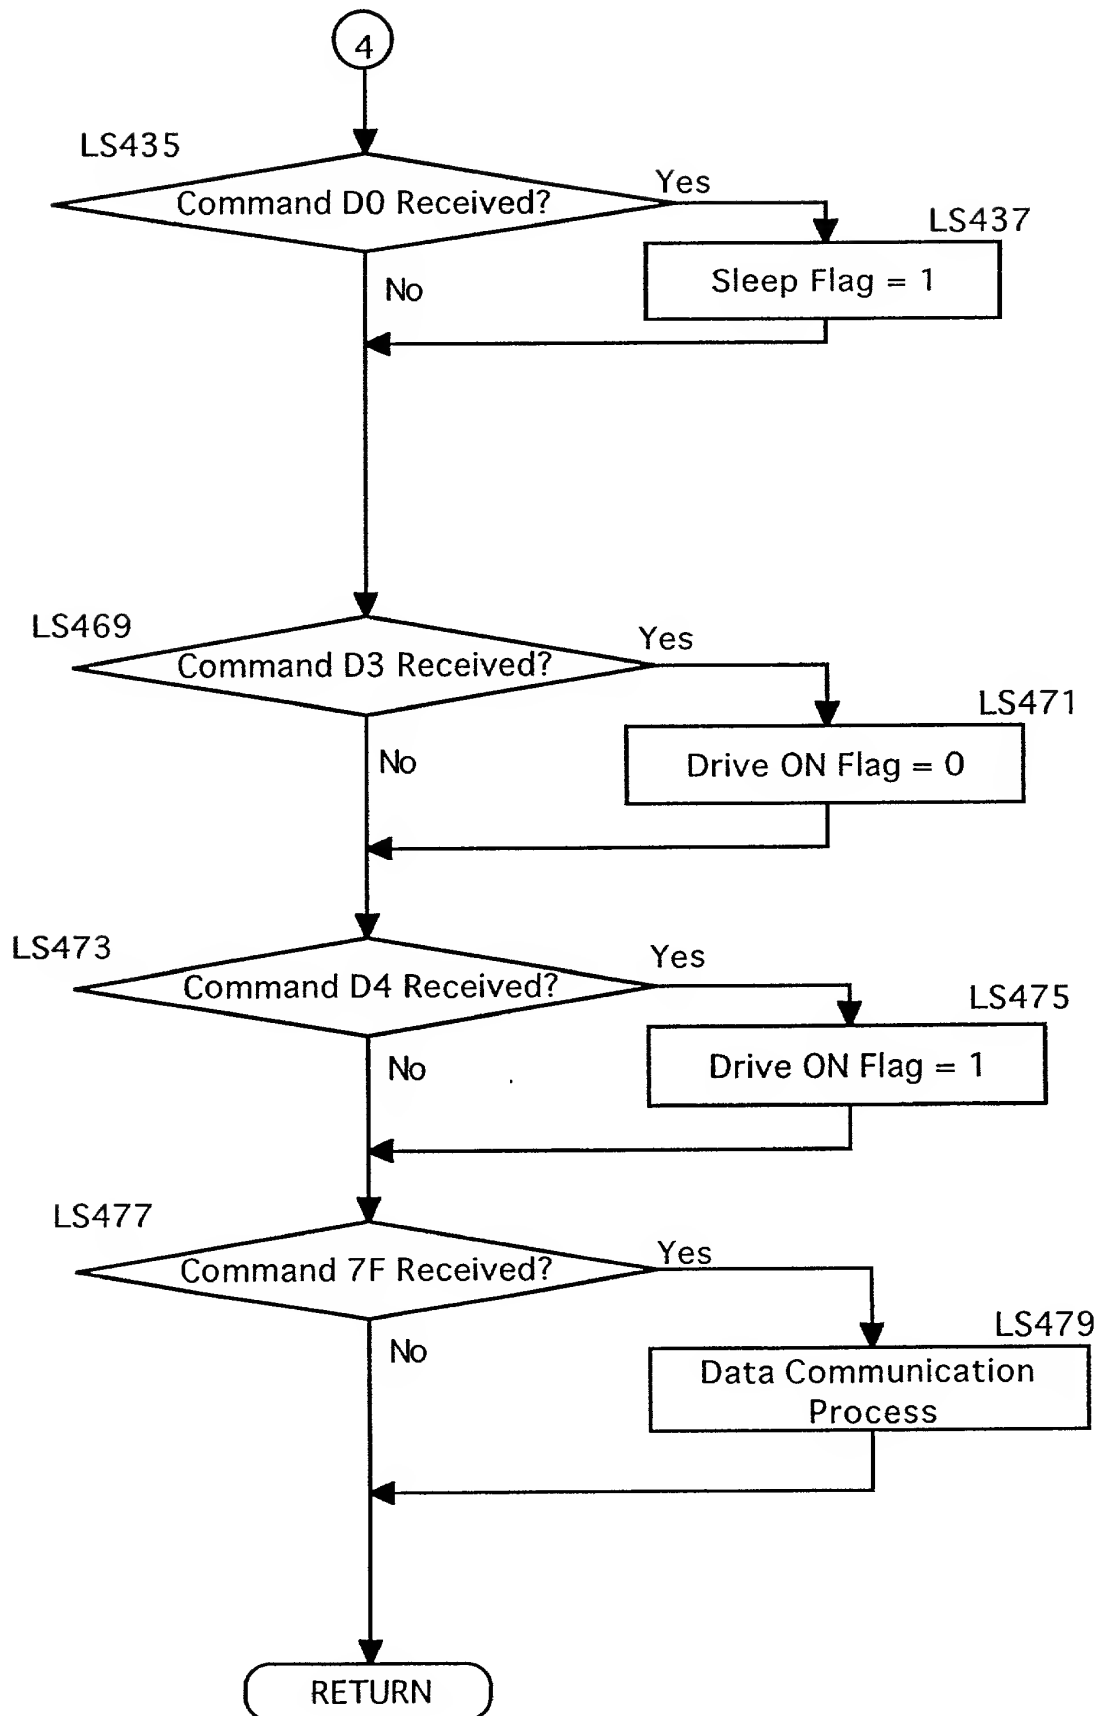 4
LS435
Command D0 Received?
Yes
LS437
Sleep Flag = 1
No
LS469
Command D3 Received?
Yes
LS471
Drive ON Flag = 0
No
LS473
Command D4 Received?
Yes
LS475
Drive ON Flag = 1
No
LS477
Command 7F Received?
Yes
LS479
Data Communication
Process
No
RETURN